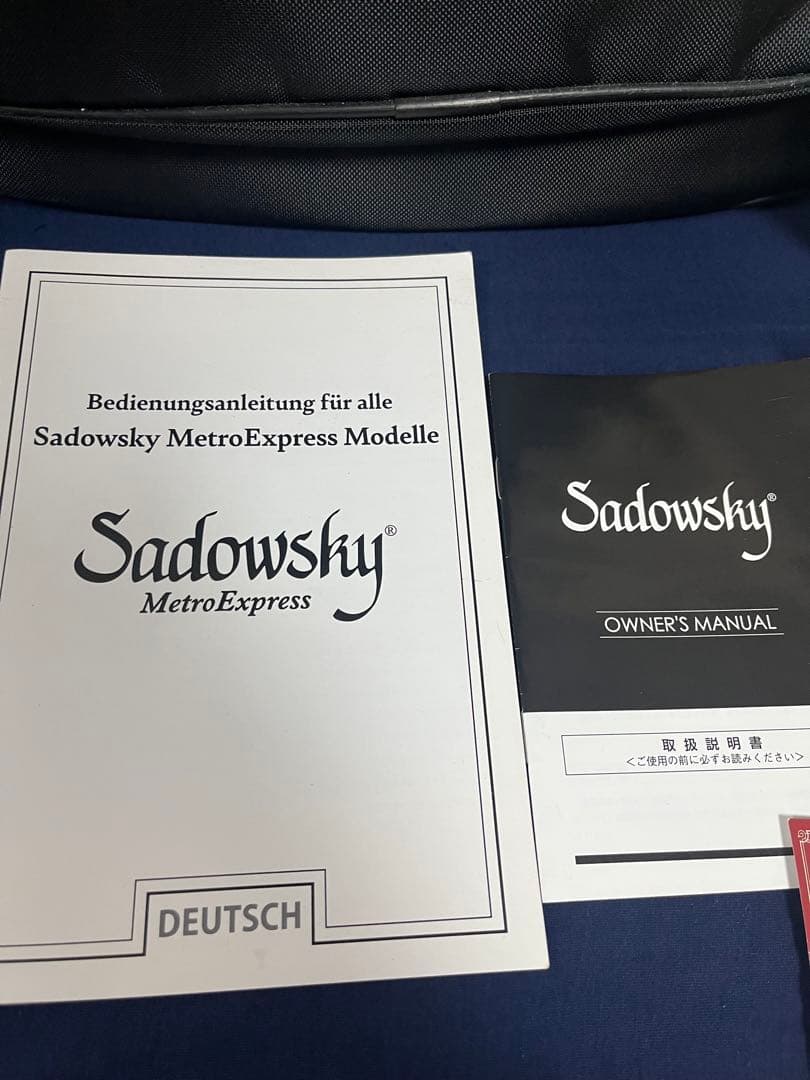 Bedienungsanleitung für alle
Sadowsky MetroExpress Modelle
Sadowsky®
MetroExpress
DEUTSCH
Sadowsky®
OWNER'S MANUAL
取扱説明書
<ご使用の前に必ずお読みください>